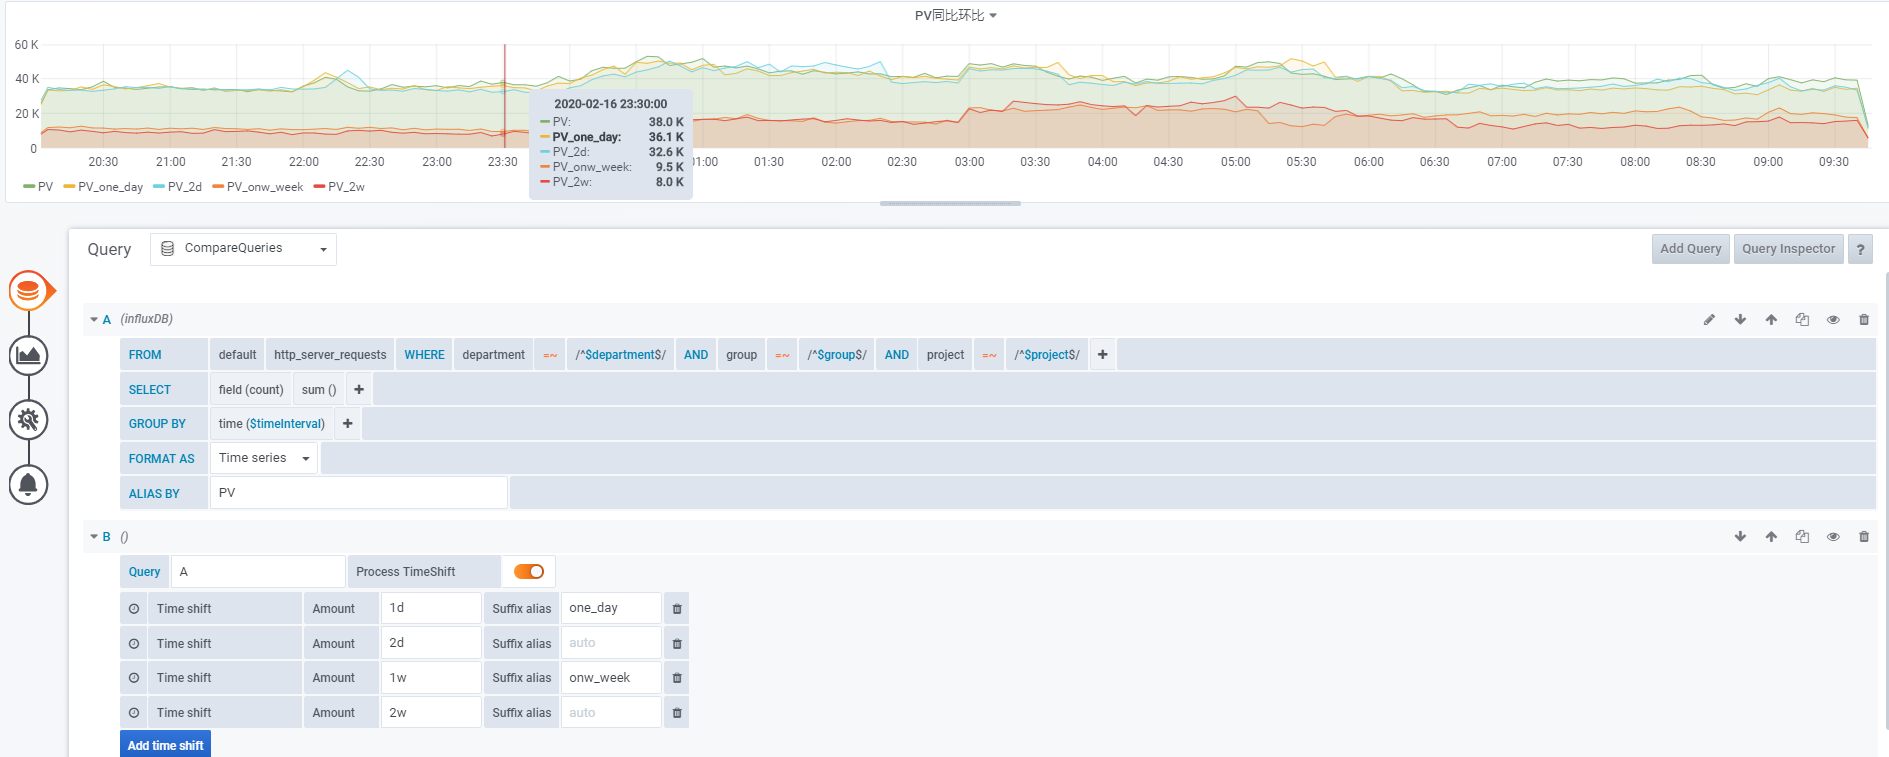 PV同比环比
60 K
40 K
20 K
0
20:30 21:00 21:30 22:00 22:30 23:00 23:30 01:00 01:30 02:00 02:30 03:00 03:30 04:00 04:30 05:00 05:30 06:00 06:30 07:00 07:30 08:00 08:30 09:00 09:30
2020-02-16 23:30:00
PV: 38.0 K
PV_one_day: 36.1 K
PV_2d: 32.6 K
PV_onw_week: 9.5 K
PV_2w: 8.0 K
PV PV_one_day PV_2d PV_onw_week PV_2w
Query CompareQueries Add Query Query Inspector ?
A (influxDB)
FROM default http_server_requests WHERE department =~ /^$department$/ AND group =~ /^$group$/ AND project =~ /^$project$/ +
SELECT field (count) sum () +
GROUP BY time ($timeInterval) +
FORMAT AS Time series
ALIAS BY PV
B ()
Query A Process TimeShift
Time shift Amount 1d Suffix alias one_day
Time shift Amount 2d Suffix alias auto
Time shift Amount 1w Suffix alias onw_week
Time shift Amount 2w Suffix alias auto
Add time shift